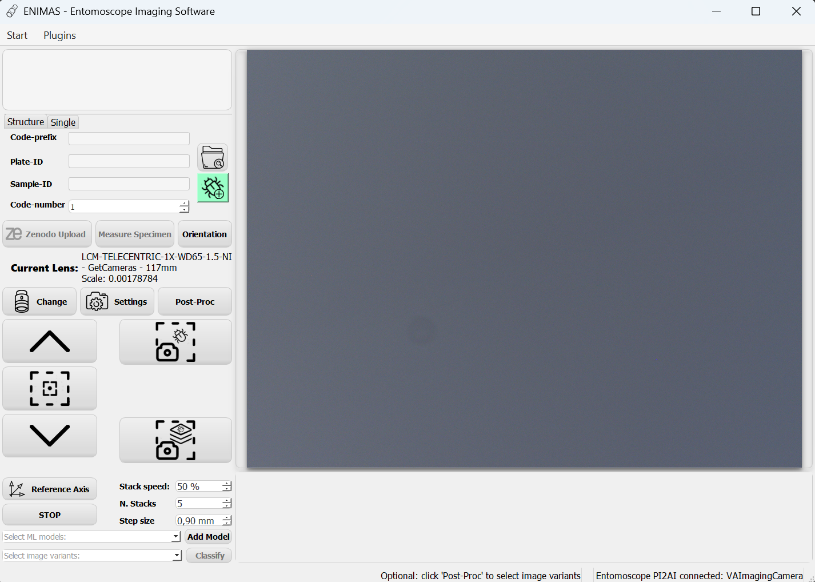 ENIMAS - Entomoscope Imaging Software
Start Plugins
Structure Single
Code-prefix
Plate-ID
Sample-ID
Code-number 1
ze Zenodo Upload Measure Specimen Orientation
Current Lens: LCM-TELECENTRIC-1X-WD65-1.5-NI
- GetCameras - 117mm
Scale: 0.00178784
Change Settings Post-Proc
Reference Axis
STOP
Stack speed: 50 %
N. Stacks 5
Step size 0,90 mm
Select ML models: Add Model
Select image variants: Classify
Optional: click 'Post-Proc' to select image variants Entomoscope PI2AI connected: VAImagingCamera